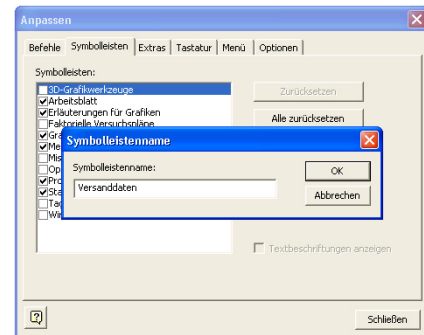 Anpassen
Befehle Symbolleisten Extras Tastatur Menü Optionen
Symbolleisten:
3D-Grafikwerkzeuge
Zurücksetzen
Arbeitsblatt
Erläuterungen für Grafiken
Alle zurücksetzen
Faktorielle Versuchspläne
Symbolleistenname
Symbolleistenname:
OK
Versanddaten
Abbrechen
Textbeschriftungen anzeigen
Schließen